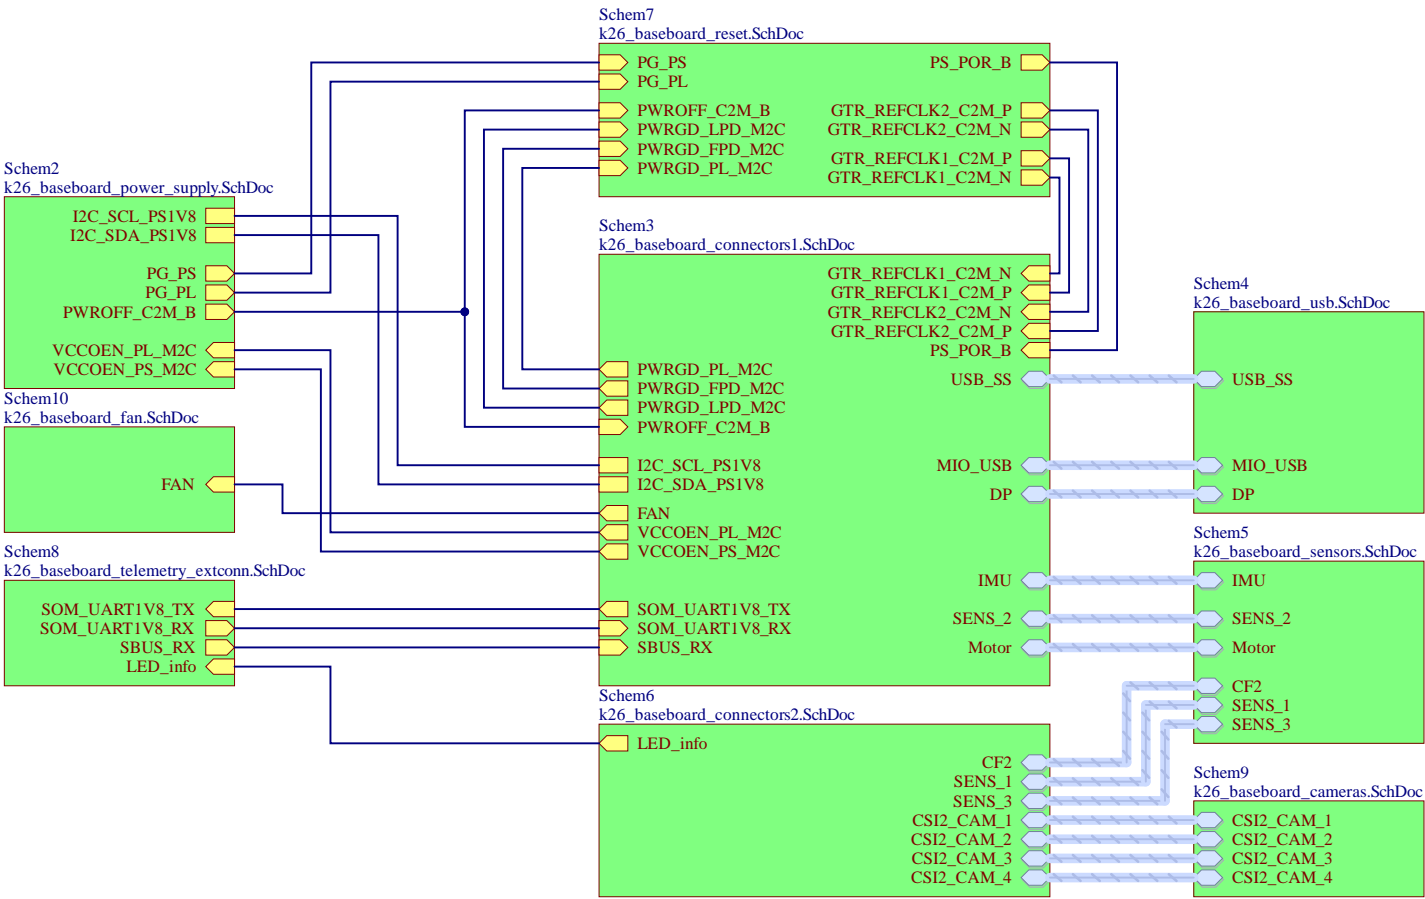 Schem7
k26_baseboard_reset.SchDoc
PG_PS
PG_PL
PWROFF_C2M_B
PWRGD_LPD_M2C
PWRGD_FPD_M2C
PWRGD_PL_M2C
PS_POR_B
GTR_REFCLK2_C2M_P
GTR_REFCLK2_C2M_N
GTR_REFCLK1_C2M_P
GTR_REFCLK1_C2M_N
Schem2
k26_baseboard_power_supply.SchDoc
I2C_SCL_PS1V8
I2C_SDA_PS1V8
PG_PS
PG_PL
PWROFF_C2M_B
VCCOEN_PL_M2C
VCCOEN_PS_M2C
Schem10
k26_baseboard_fan.SchDoc
FAN
Schem8
k26_baseboard_telemetry_extconn.SchDoc
SOM_UART1V8_TX
SOM_UART1V8_RX
SBUS_RX
LED_info
Schem3
k26_baseboard_connectors1.SchDoc
GTR_REFCLK1_C2M_N
GTR_REFCLK1_C2M_P
GTR_REFCLK2_C2M_N
GTR_REFCLK2_C2M_P
PS_POR_B
USB_SS
MIO_USB
DP
IMU
SENS_2
Motor
PWRGD_PL_M2C
PWRGD_FPD_M2C
PWRGD_LPD_M2C
PWROFF_C2M_B
I2C_SCL_PS1V8
I2C_SDA_PS1V8
FAN
VCCOEN_PL_M2C
VCCOEN_PS_M2C
SOM_UART1V8_TX
SOM_UART1V8_RX
SBUS_RX
Schem6
k26_baseboard_connectors2.SchDoc
LED_info
CF2
SENS_1
SENS_3
CSI2_CAM_1
CSI2_CAM_2
CSI2_CAM_3
CSI2_CAM_4
Schem4
k26_baseboard_usb.SchDoc
USB_SS
MIO_USB
DP
Schem5
k26_baseboard_sensors.SchDoc
IMU
SENS_2
Motor
CF2
SENS_1
SENS_3
Schem9
k26_baseboard_cameras.SchDoc
CSI2_CAM_1
CSI2_CAM_2
CSI2_CAM_3
CSI2_CAM_4